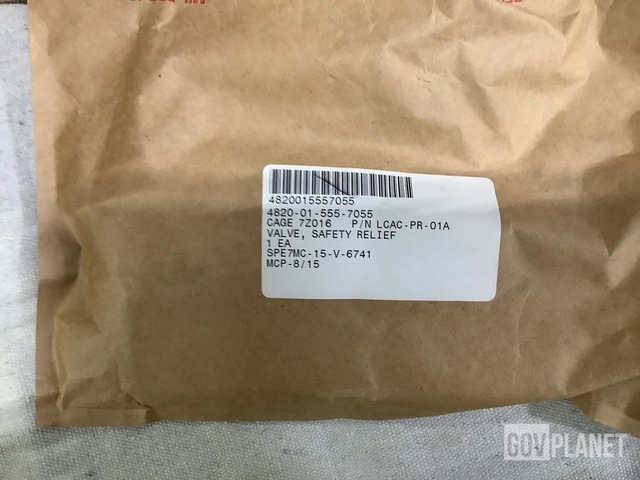 4820015557055
4820-01-555-7055
CAGE 7Z016 P/N LCAC-PR-01A
VALVE, SAFETY RELIEF
1 EA
SPE7MC-15-V-6741
MCP-8/15
GOVPLANET